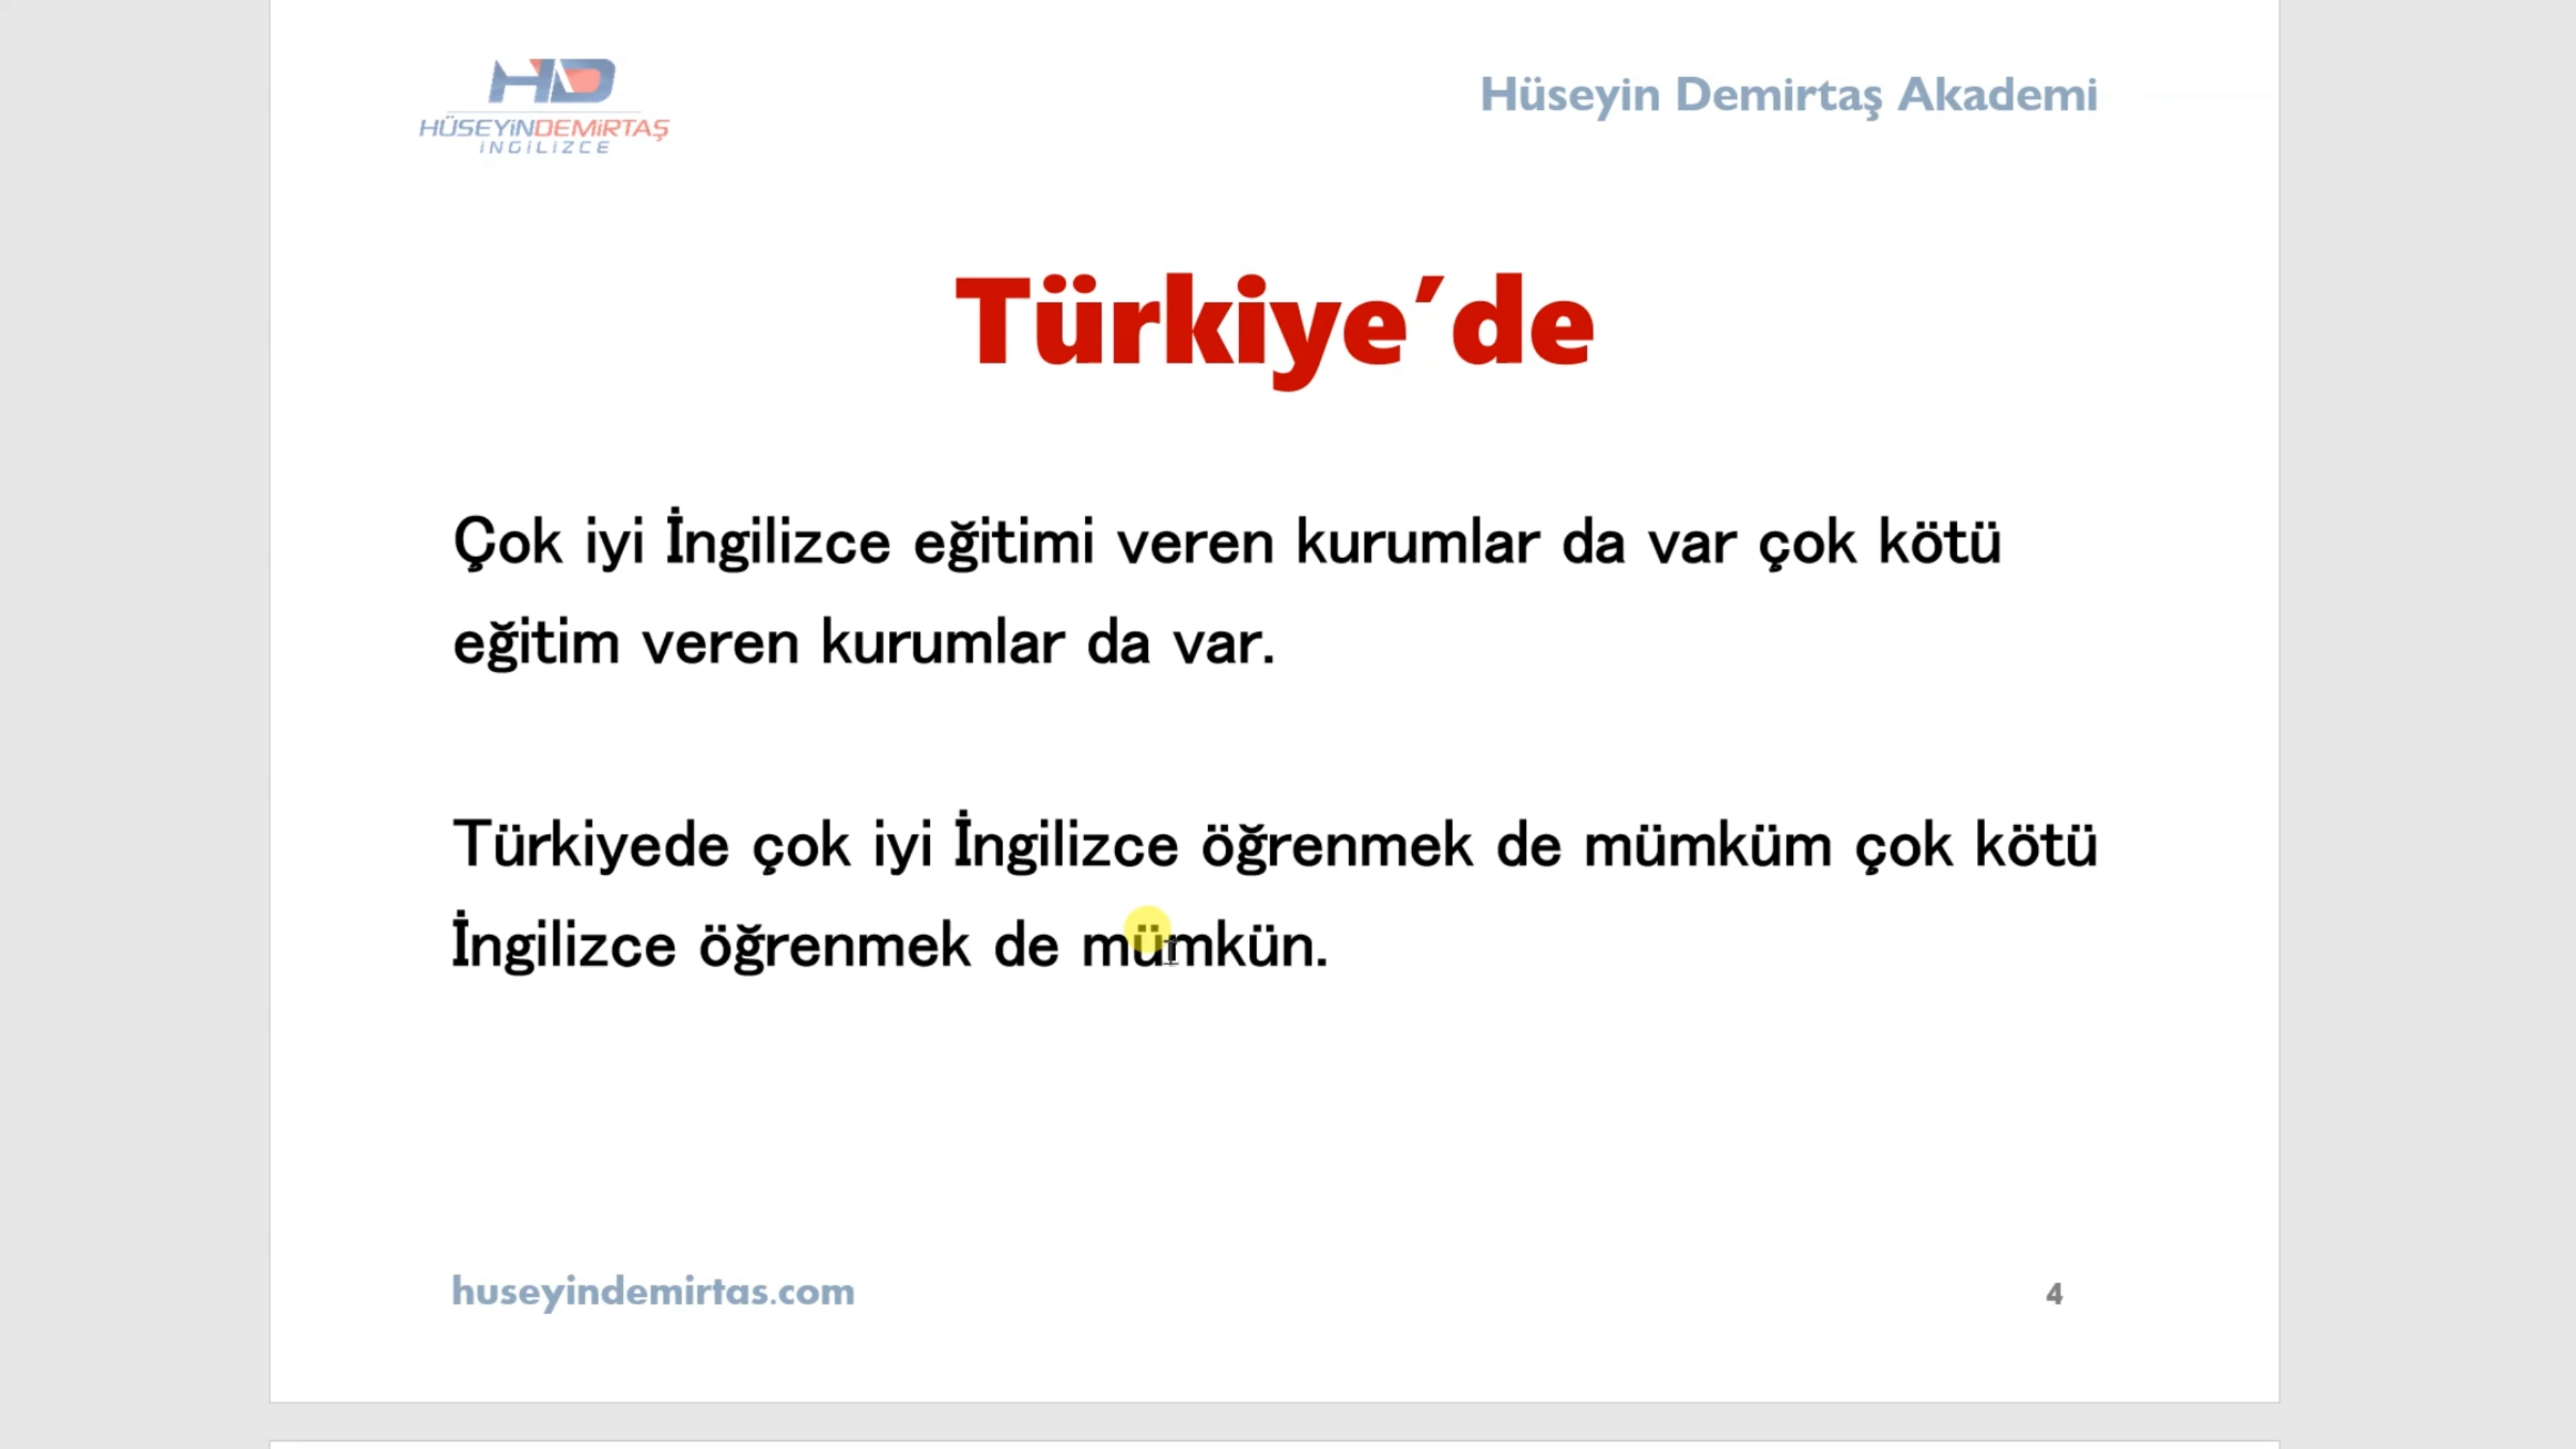 HD
HÜSEYİNDEMİRTAŞ
İNGİLİZCE
Hüseyin Demirtaş Akademi
Türkiye’de
Çok iyi İngilizce eğitimi veren kurumlar da var çok kötü
eğitim veren kurumlar da var.
Türkiyede çok iyi İngilizce öğrenmek de mümküm çok kötü
İngilizce öğrenmek de mümkün.
huseyindemirtas.com
4